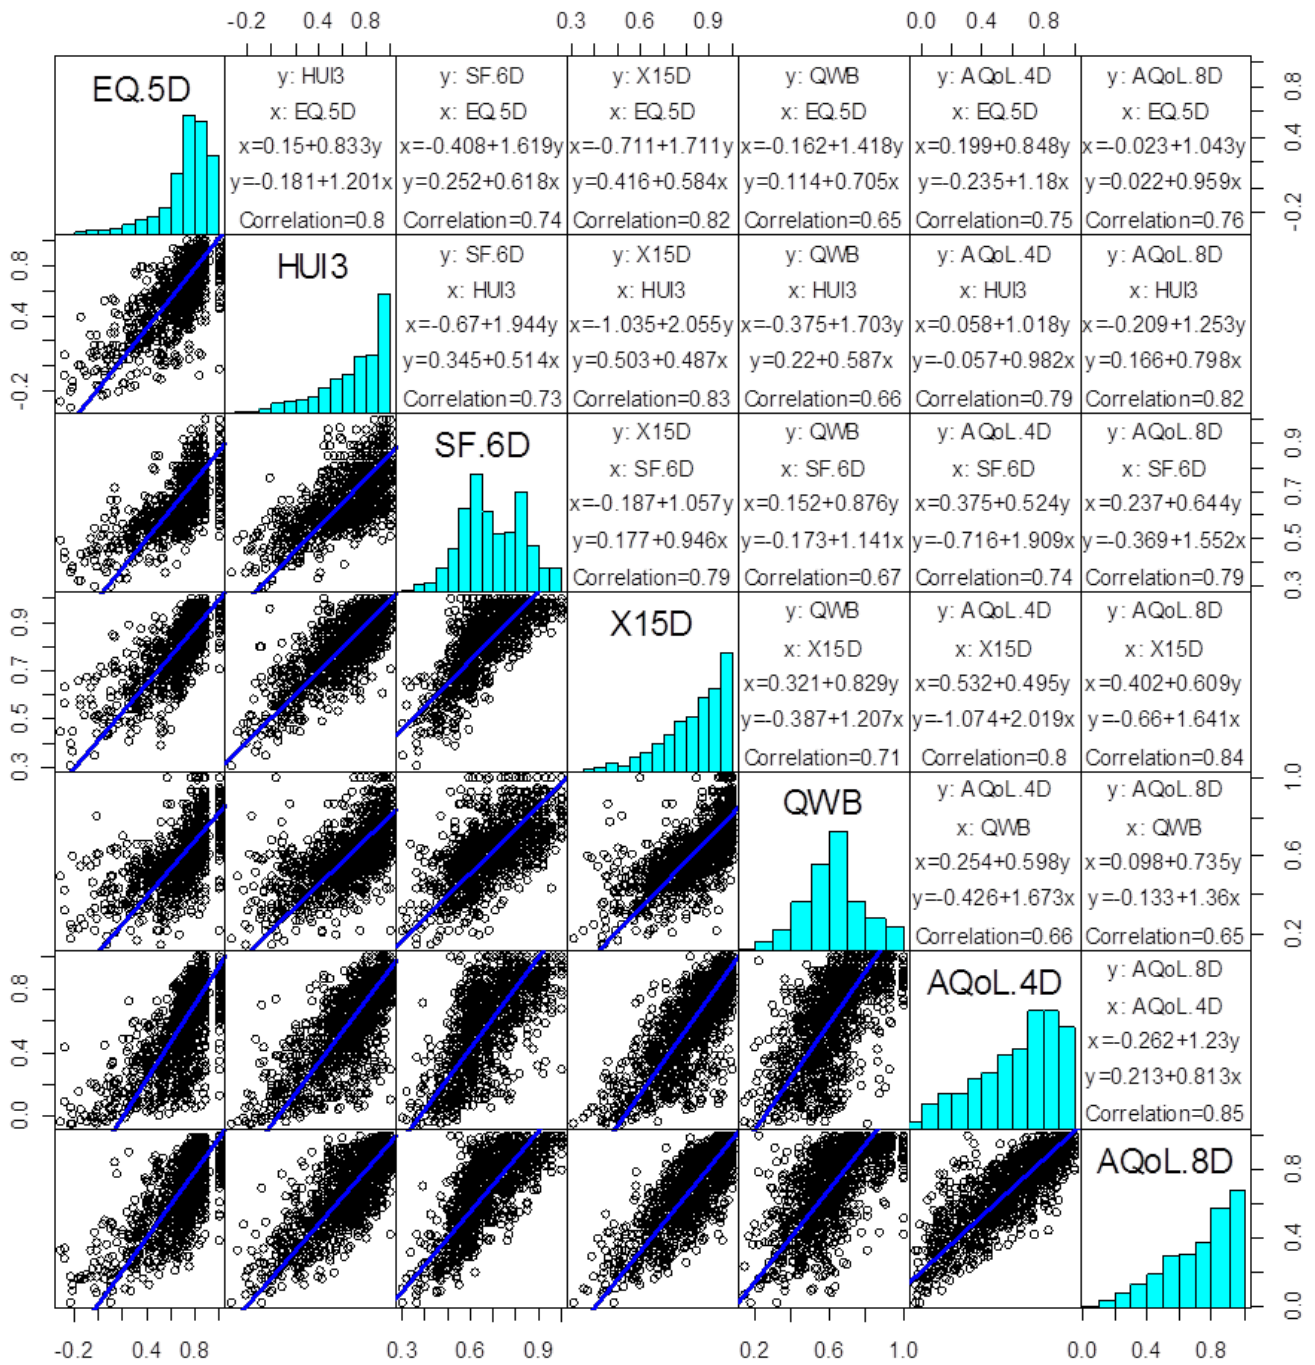 -0.2 0.4 0.8 0.3 0.5 0.7 0.9 0.0 0.4 0.8
EQ.5D
y: HUI3
x: EQ.5D
x=0.15+0.833y
y=-0.181+1.201x
Correlation=0.8
y: SF.6D
x: EQ.5D
x=-0.408+1.619y
y=0.252+0.618x
Correlation=0.74
y: X15D
x: EQ.5D
x=-0.711+1.711y
y=0.416+0.584x
Correlation=0.82
y: QWB
x: EQ.5D
x=-0.162+1.418y
y=0.114+0.705x
Correlation=0.65
y: AQoL.4D
x: EQ.5D
x=0.199+0.848y
y=-0.235+1.18x
Correlation=0.75
y: AQoL.8D
x: EQ.5D
x=-0.023+1.043y
y=0.022+0.959x
Correlation=0.76
-0.2 0.4 0.8
-0.2 0.4 0.8
HUI3
y: SF.6D
x: HUI3
x=-0.67+1.944y
y=0.345+0.514x
Correlation=0.73
y: X15D
x: HUI3
x=-1.035+2.055y
y=0.503+0.487x
Correlation=0.83
y: QWB
x: HUI3
x=-0.375+1.703y
y=0.22+0.587x
Correlation=0.66
y: AQoL.4D
x: HUI3
x=0.058+1.018y
y=-0.057+0.982x
Correlation=0.79
y: AQoL.8D
x: HUI3
x=-0.209+1.253y
y=0.166+0.798x
Correlation=0.82
SF.6D
y: X15D
x: SF.6D
x=-0.187+1.057y
y=0.177+0.946x
Correlation=0.79
y: QWB
x: SF.6D
x=0.152+0.876y
y=-0.173+1.141x
Correlation=0.67
y: AQoL.4D
x: SF.6D
x=0.375+0.524y
y=-0.716+1.909x
Correlation=0.74
y: AQoL.8D
x: SF.6D
x=0.237+0.644y
y=-0.369+1.552x
Correlation=0.79
0.3 0.5 0.7 0.9
0.3 0.5 0.7 0.9
X15D
y: QWB
x: X15D
x=0.321+0.829y
y=-0.387+1.207x
Correlation=0.71
y: AQoL.4D
x: X15D
x=0.532+0.495y
y=-1.074+2.019x
Correlation=0.8
y: AQoL.8D
x: X15D
x=0.402+0.609y
y=-0.66+1.641x
Correlation=0.84
QWB
y: AQoL.4D
x: QWB
x=0.254+0.598y
y=-0.426+1.673x
Correlation=0.66
y: AQoL.8D
x: QWB
x=0.098+0.735y
y=-0.133+1.36x
Correlation=0.65
0.2 0.6 1.0
0.0 0.4 0.8
AQoL.4D
y: AQoL.8D
x: AQoL.4D
x=-0.262+1.23y
y=0.213+0.813x
Correlation=0.85
AQoL.8D
0.0 0.4 0.8
-0.2 0.4 0.8 0.3 0.5 0.7 0.9 0.2 0.6 1.0 0.0 0.4 0.8